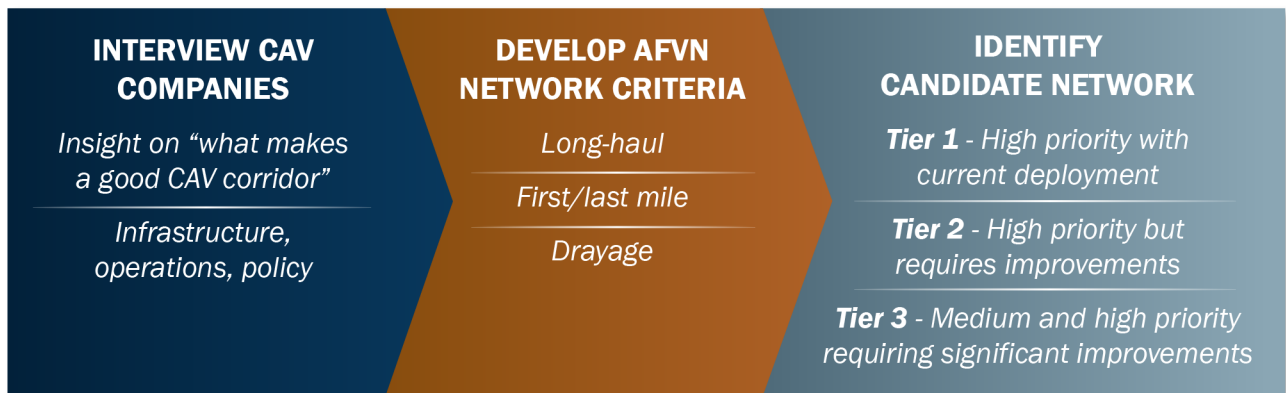 INTERVIEW CAV
COMPANIES
Insight on “what makes
a good CAV corridor”
Infrastructure,
operations, policy
DEVELOP AFVN
NETWORK CRITERIA
Long-haul
First/last mile
Drayage
IDENTIFY
CANDIDATE NETWORK
Tier 1 - High priority with
current deployment
Tier 2 - High priority but
requires improvements
Tier 3 - Medium and high priority
requiring significant improvements